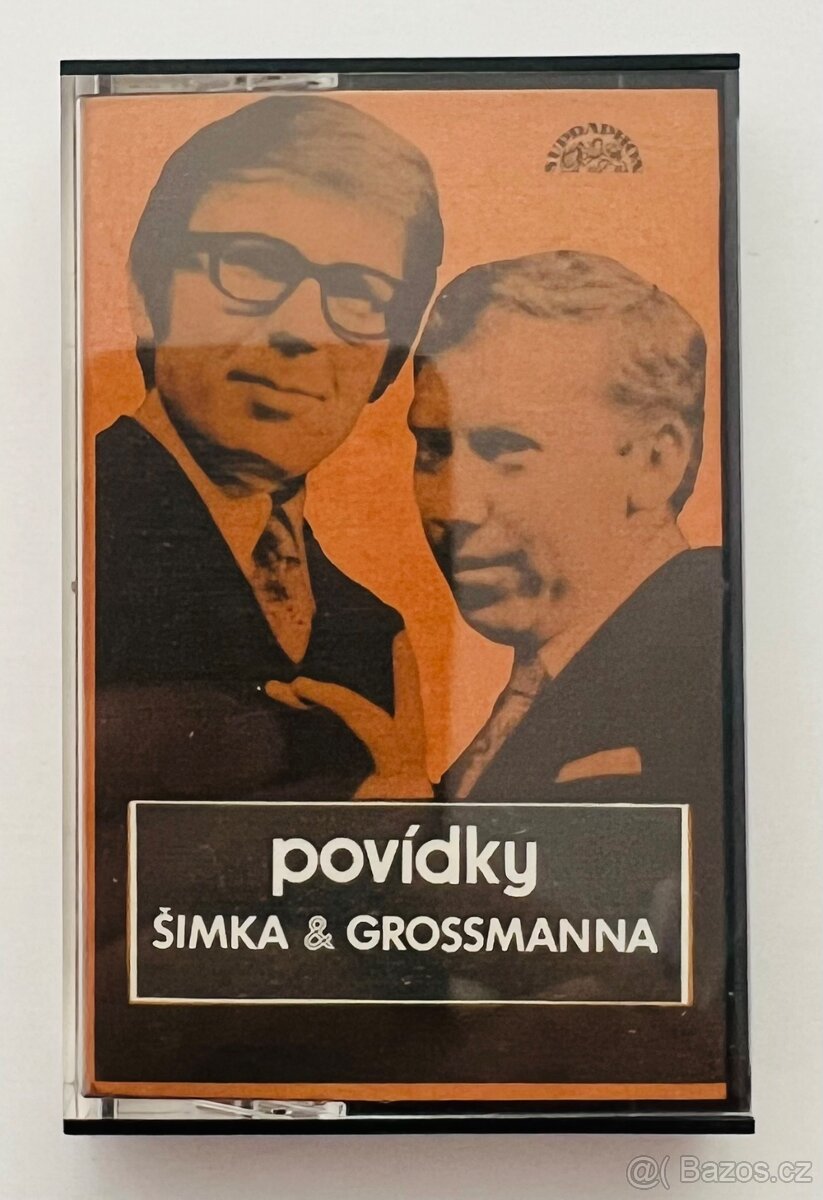 SUPRAPHON
povídky
ŠIMKA & GROSSMANNA
@( Bazos.cz